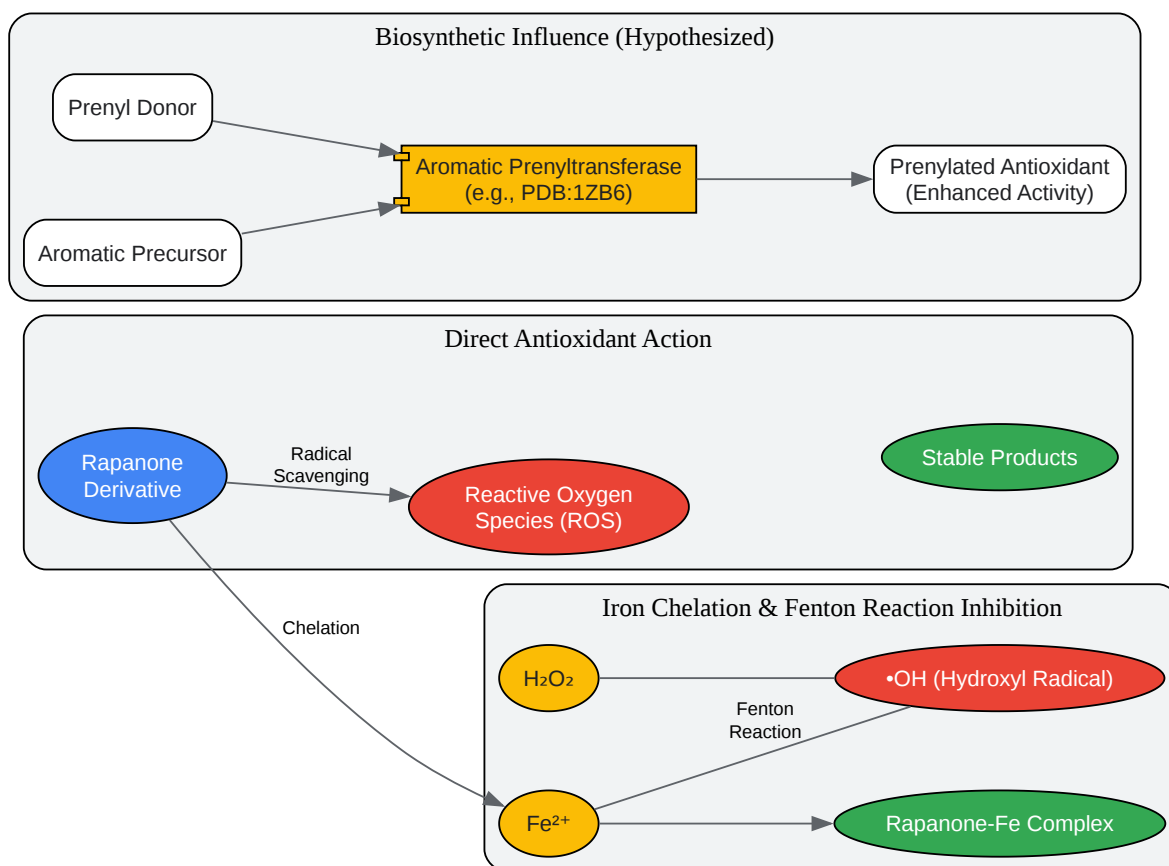 Biosynthetic Influence (Hypothesized)
Prenyl Donor
Aromatic Prenyltransferase
(e.g., PDB:1ZB6)
Prenylated Antioxidant
(Enhanced Activity)
Aromatic Precursor
Direct Antioxidant Action
Rapanone
Derivative
Radical
Scavenging
Reactive Oxygen
Species (ROS)
Stable Products
Chelation
Iron Chelation & Fenton Reaction Inhibition
H₂O₂
•OH (Hydroxyl Radical)
Fenton
Reaction
Fe²⁺
Rapanone-Fe Complex